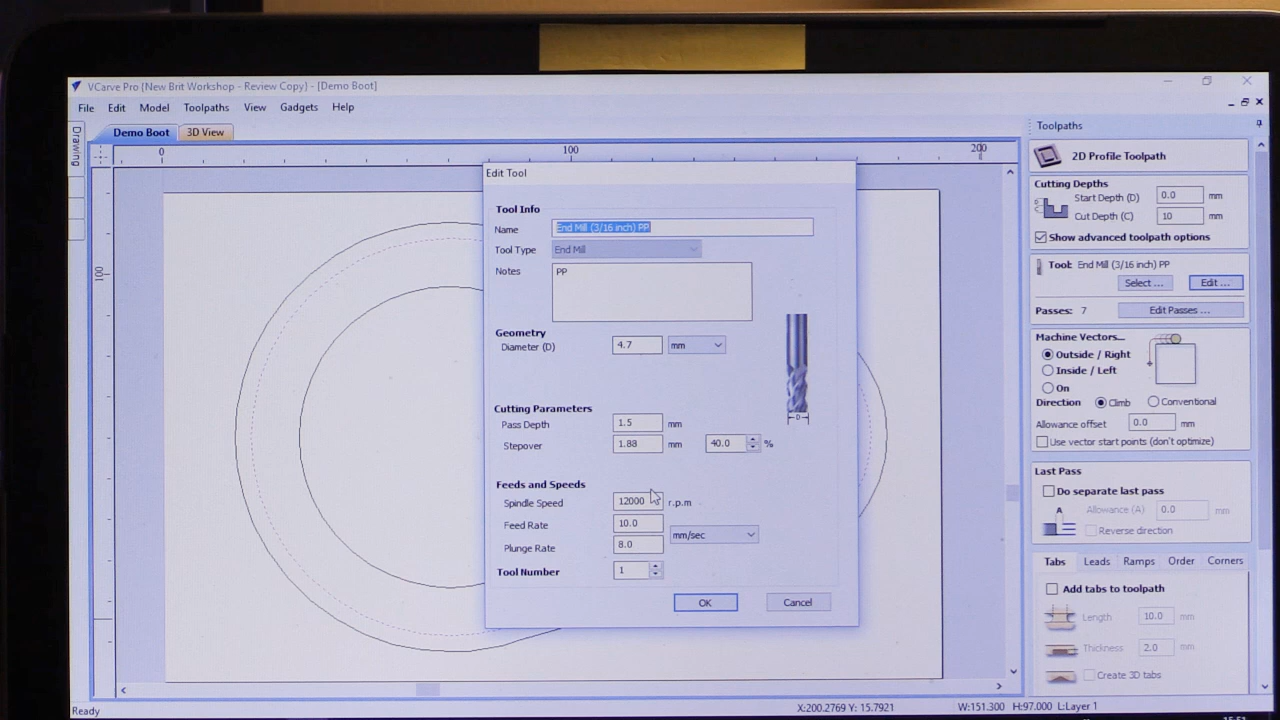 VCarve Pro {New Brit Workshop - Review Copy} - [Demo Boot]
File Edit Model Toolpaths View Gadgets Help
Drawing
Demo Boot 3D View
0 100 200
100
Edit Tool
Tool Info
Name End Mill (3/16 inch) PP
Tool Type End Mill
Notes PP
Geometry
Diameter (D) 4.7 mm
D
Cutting Parameters
Pass Depth 1.5 mm
Stepover 1.88 mm 40.0 %
Feeds and Speeds
Spindle Speed 12000 r.p.m
Feed Rate 10.0
mm/sec
Plunge Rate 8.0
Tool Number 1
OK Cancel
Toolpaths
2D Profile Toolpath
Cutting Depths
Start Depth (D) 0.0 mm
Cut Depth (C) 10 mm
Show advanced toolpath options
Tool: End Mill (3/16 inch) PP
Select ... Edit ...
Passes: 7 Edit Passes ...
Machine Vectors...
Outside / Right
Inside / Left
On
Direction Climb Conventional
Allowance offset 0.0 mm
Use vector start points (don't optimize)
Last Pass
Do separate last pass
A Allowance (A) 0.0 mm
Reverse direction
Tabs Leads Ramps Order Corners
Add tabs to toolpath
Length 10.0 mm
Thickness 2.0 mm
Create 3D tabs
Ready X:200.2769 Y: 15.7921 W:151.300 H:97.000 L:Layer 1
15:51